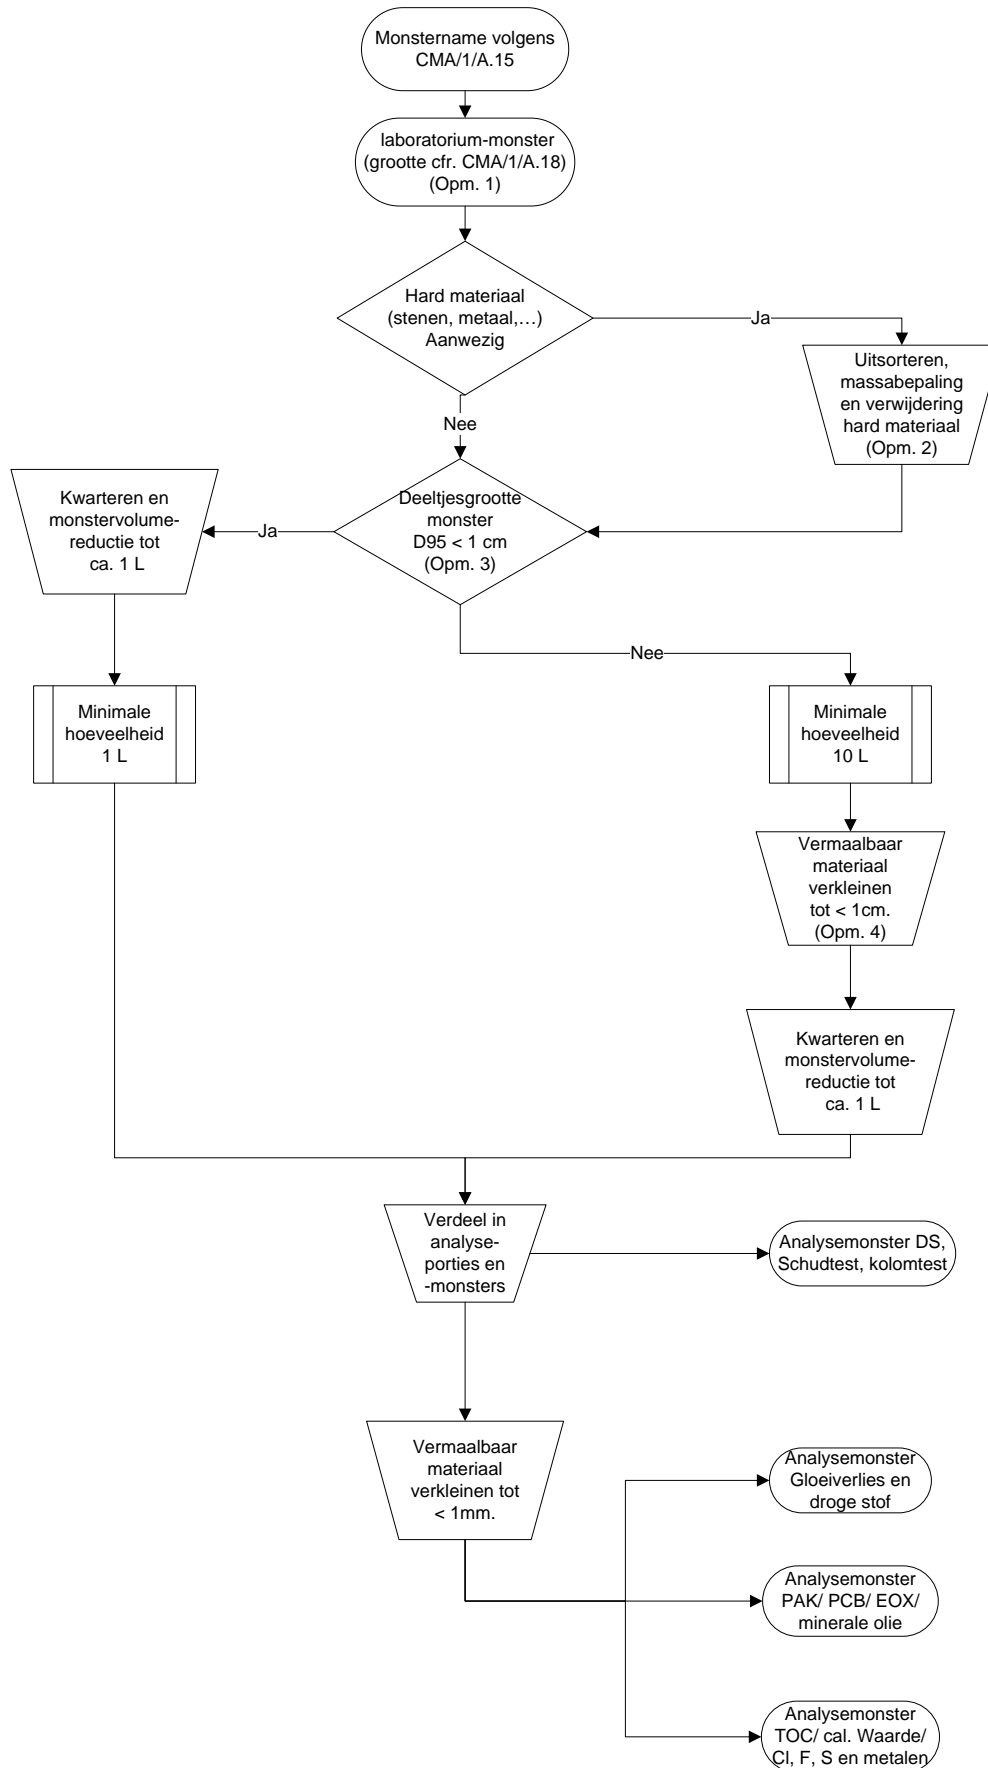 Monstername volgens
CMA/1/A.15
laboratorium-monster
(grootte cfr. CMA/1/A.18)
(Opm. 1)
Hard materiaal
(stenen, metaal,…)
Aanwezig
Ja
Uitsorteren,
massabepaling
en verwijdering
hard materiaal
(Opm. 2)
Nee
Deeltjesgrootte
monster
D95 < 1 cm
(Opm. 3)
Ja
Kwarteren en
monstervolume-
reductie tot
ca. 1 L
Nee
Minimale
hoeveelheid
1 L
Minimale
hoeveelheid
10 L
Vermaalbaar
materiaal
verkleinen
tot < 1cm.
(Opm. 4)
Kwarteren en
monstervolume-
reductie tot
ca. 1 L
Verdeel in
analyse-
porties en
-monsters
Analysemonster DS,
Schudtest, kolomtest
Vermaalbaar
materiaal
verkleinen tot
< 1mm.
Analysemonster
Gloeiverlies en
droge stof
Analysemonster
PAK/ PCB/ EOX/
minerale olie
Analysemonster
TOC/ cal. Waarde/
Cl, F, S en metalen